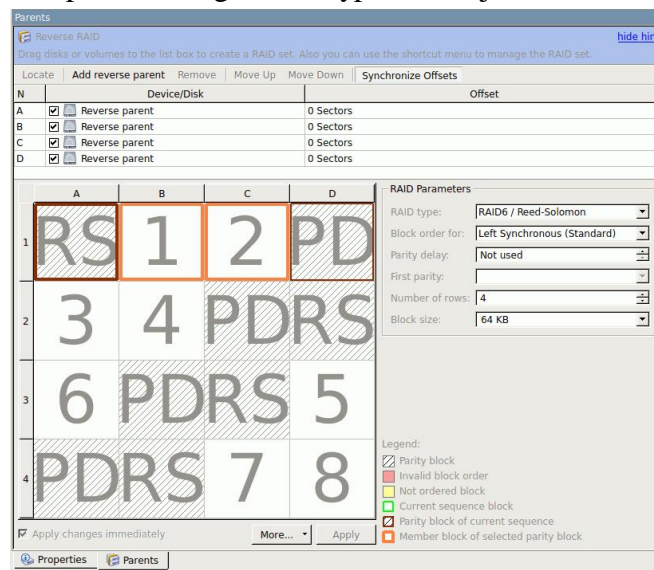 Parents
Reverse RAID hide hin
Drag disks or volumes to the list box to create a RAID set. Also you can use the shortcut menu to manage the RAID set.
Locate Add reverse parent Remove Move Up Move Down Synchronize Offsets
N Device/Disk Offset
A Reverse parent 0 Sectors
B Reverse parent 0 Sectors
C Reverse parent 0 Sectors
D Reverse parent 0 Sectors
A B C D
1 RS 1 2 PD
2 3 4 PD RS
3 6 PD RS 5
4 PD RS 7 8
RAID Parameters
RAID type: RAID6 / Reed-Solomon
Block order for: Left Synchronous (Standard)
Parity delay: Not used
First parity:
Number of rows: 4
Block size: 64 KB
Legend:
Parity block
Invalid block order
Not ordered block
Current sequence block
Parity block of current sequence
Member block of selected parity block
Apply changes immediately More... Apply
Properties Parents